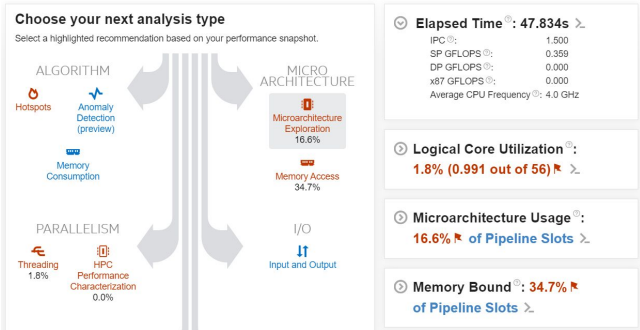 Choose your next analysis type
Select a highlighted recommendation based on your performance snapshot.
ALGORITHM
Hotspots
Anomaly
Detection
(preview)
Memory
Consumption
MICRO
ARCHITECTURE
Microarchitecture
Exploration
16.6%
Memory Access
34.7%
PARALLELISM
Threading
1.8%
HPC
Performance
Characterization
0.0%
I/O
Input and Output
Elapsed Time: 47.834s
IPC: 1.500
SP GFLOPS: 0.359
DP GFLOPS: 0.000
x87 GFLOPS: 0.000
Average CPU Frequency: 4.0 GHz
Logical Core Utilization:
1.8% (0.991 out of 56)
Microarchitecture Usage:
16.6% of Pipeline Slots
Memory Bound: 34.7%
of Pipeline Slots